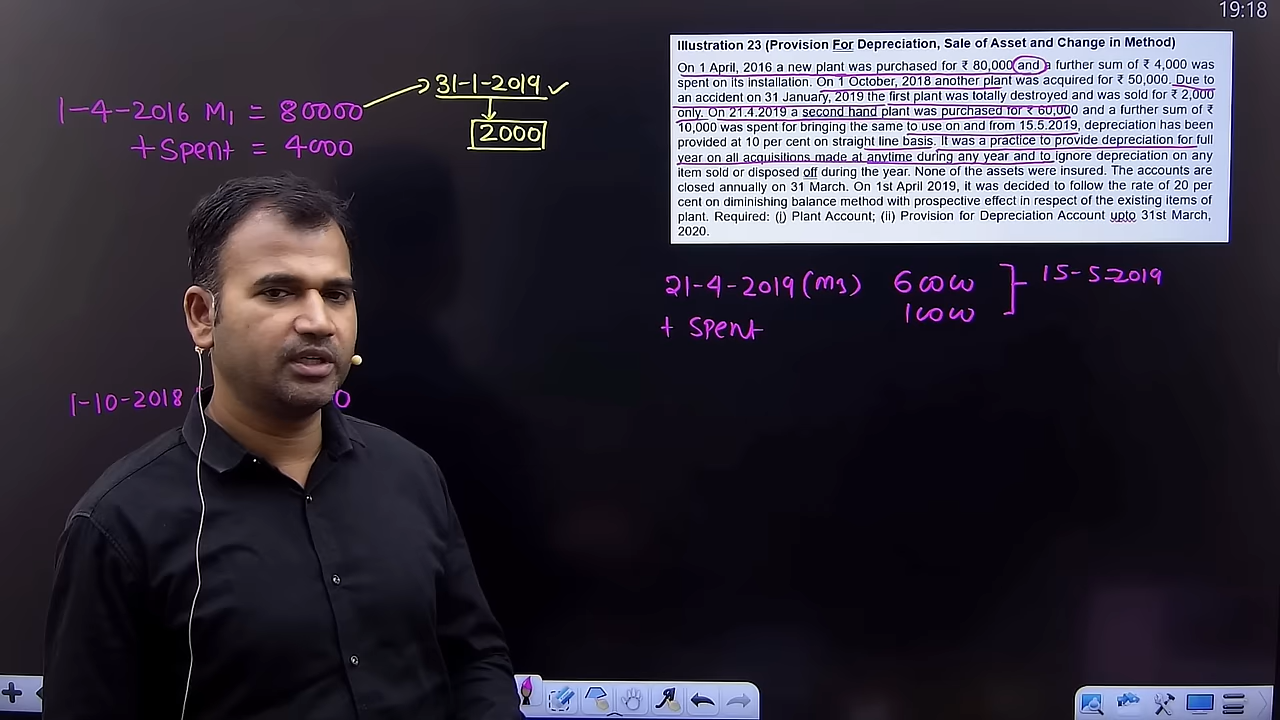 19:18
Illustration 23 (Provision For Depreciation, Sale of Asset and Change in Method)
On 1 April, 2016 a new plant was purchased for ₹ 80,000 and a further sum of ₹ 4,000 was
spent on its installation. On 1 October, 2018 another plant was acquired for ₹ 50,000. Due to
an accident on 31 January, 2019 the first plant was totally destroyed and was sold for ₹ 2,000
only. On 21.4.2019 a second hand plant was purchased for ₹ 60,000 and a further sum of ₹
10,000 was spent for bringing the same to use on and from 15.5.2019, depreciation has been
provided at 10 per cent on straight line basis. It was a practice to provide depreciation for full
year on all acquisitions made at anytime during any year and to ignore depreciation on any
item sold or disposed off during the year. None of the assets were insured. The accounts are
closed annually on 31 March. On 1st April 2019, it was decided to follow the rate of 20 per
cent on diminishing balance method with prospective effect in respect of the existing items of
plant. Required: (i) Plant Account; (ii) Provision for Depreciation Account upto 31st March,
2020.
1-4-2016 M1 = 80000
31-1-2019 ✓
+ Spent = 4000
2000
21-4-2019 (M3) 60000
15-5-2019
+ Spent 10000
1-10-2018